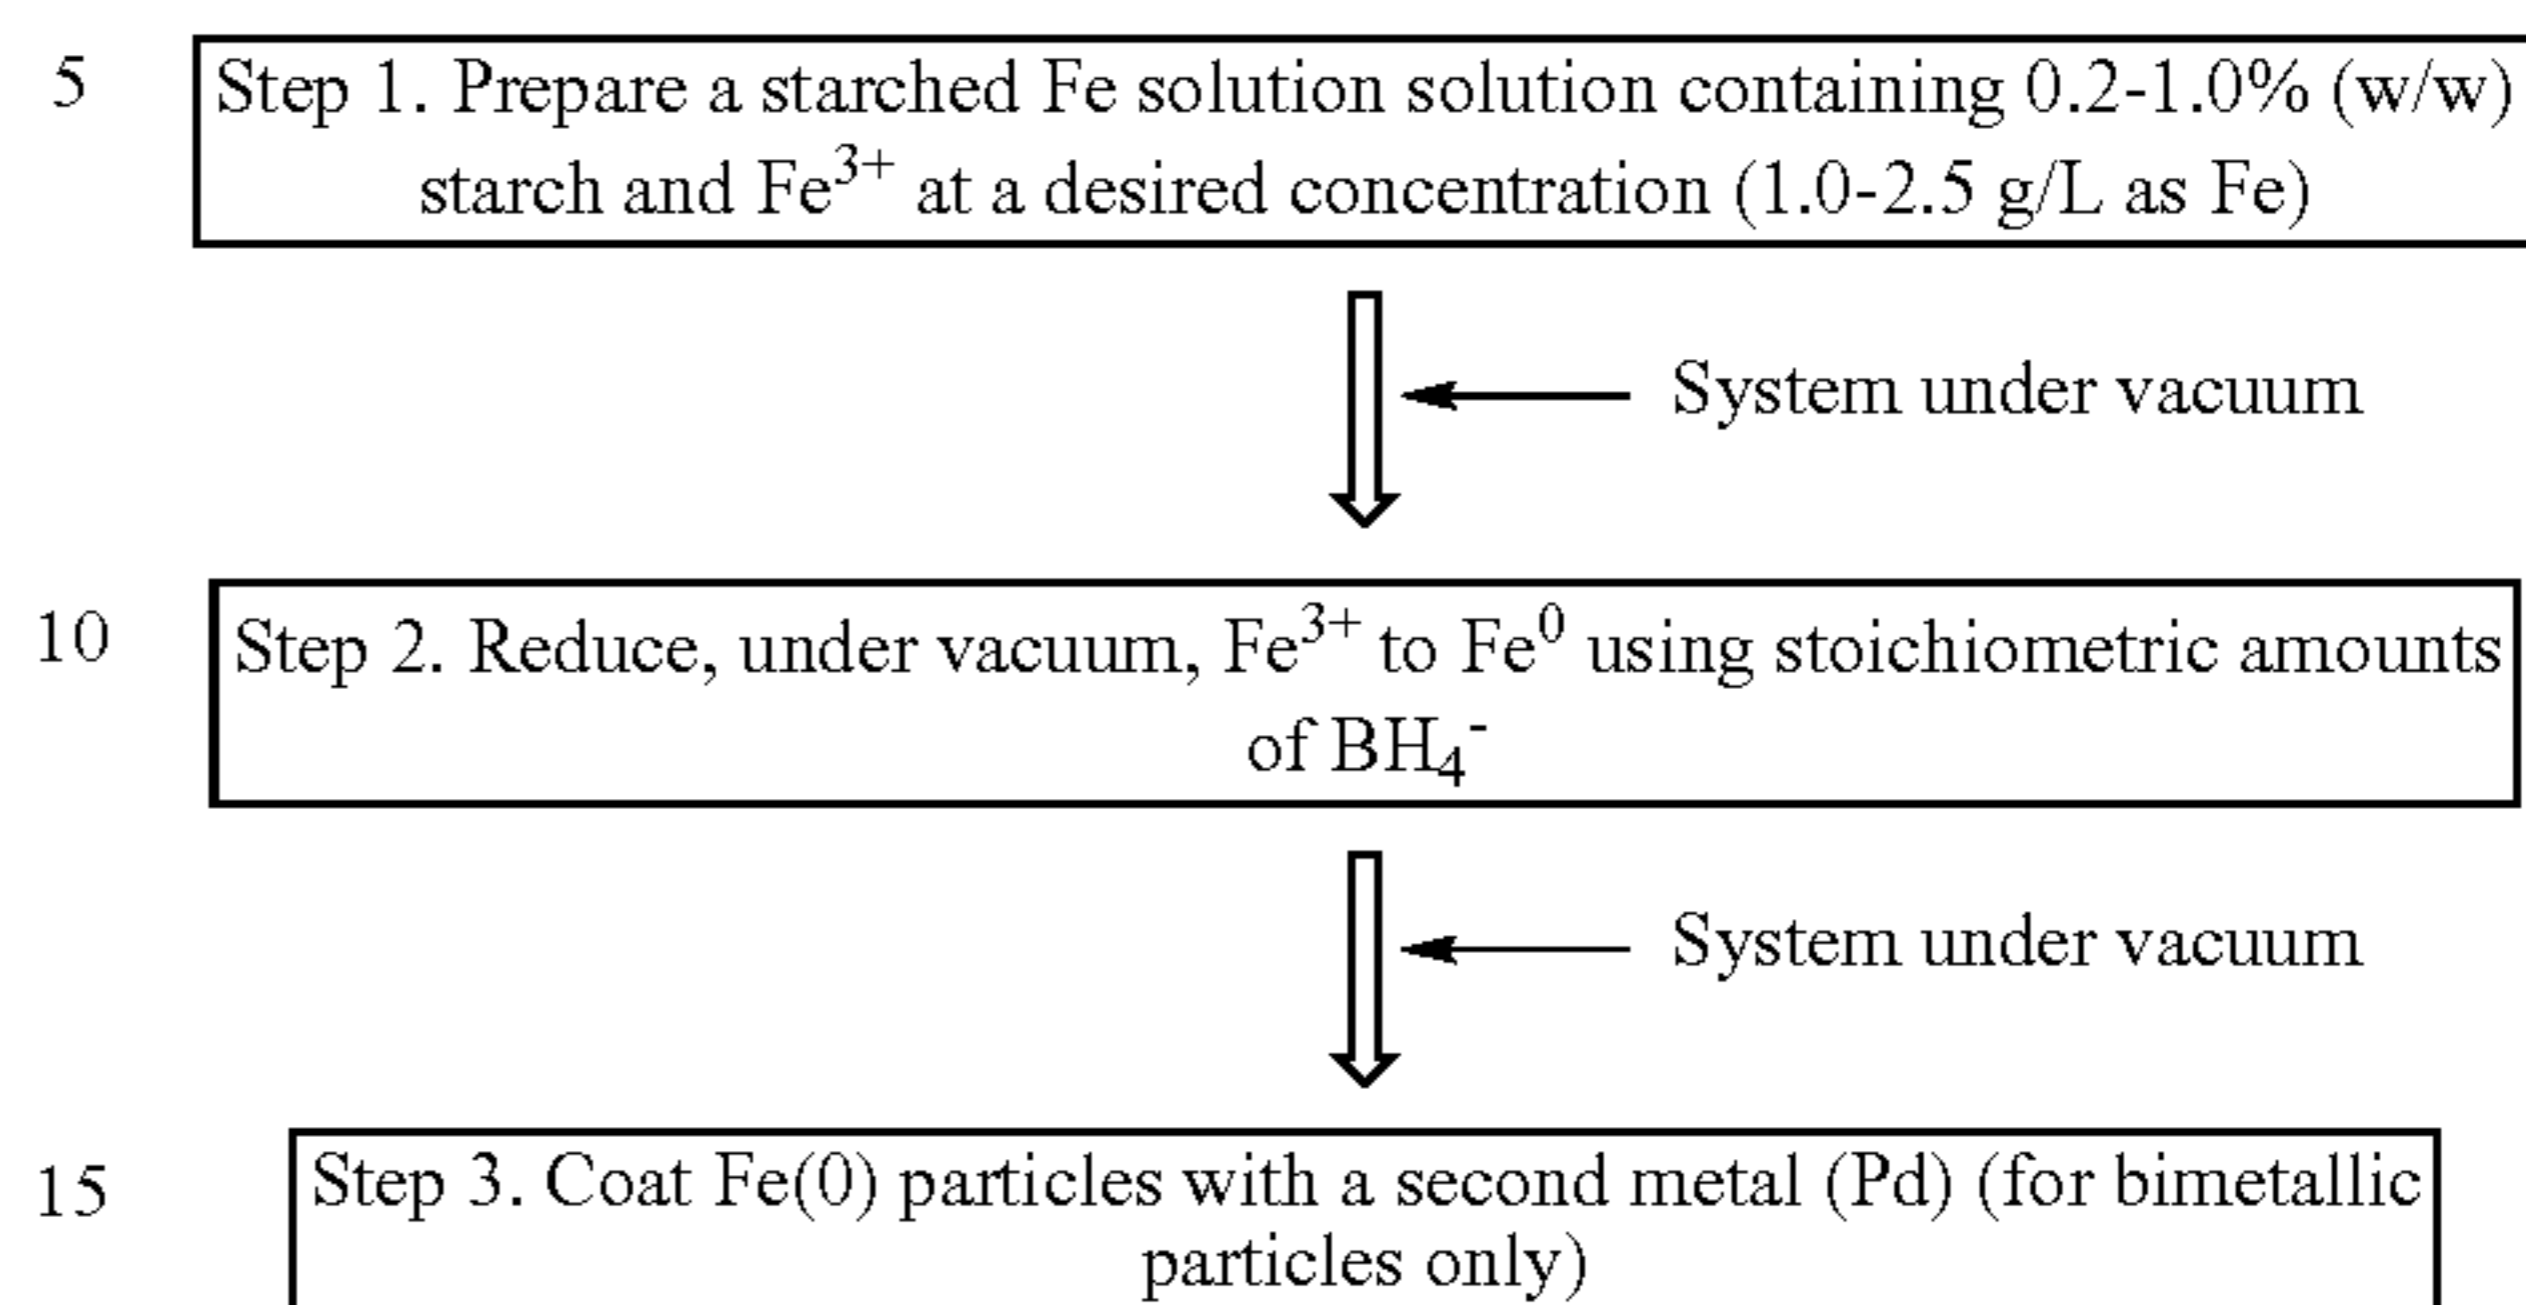 5 Step 1. Prepare a starched Fe solution solution containing 0.2-1.0% (w/w)
starch and Fe³⁺ at a desired concentration (1.0-2.5 g/L as Fe)
System under vacuum
10 Step 2. Reduce, under vacuum, Fe³⁺ to Fe⁰ using stoichiometric amounts
of BH₄⁻
System under vacuum
15 Step 3. Coat Fe(0) particles with a second metal (Pd) (for bimetallic
particles only)